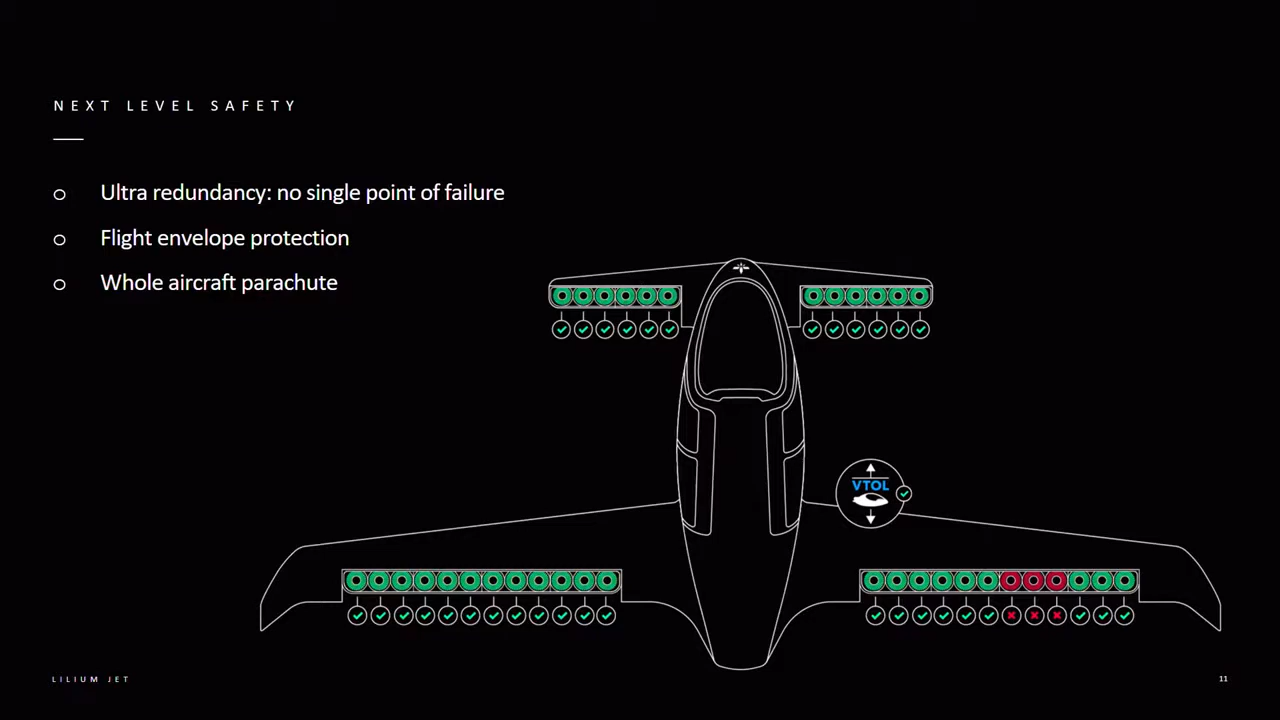 NEXT LEVEL SAFETY
o Ultra redundancy: no single point of failure
o Flight envelope protection
o Whole aircraft parachute
VTOL
LILIUM JET
11